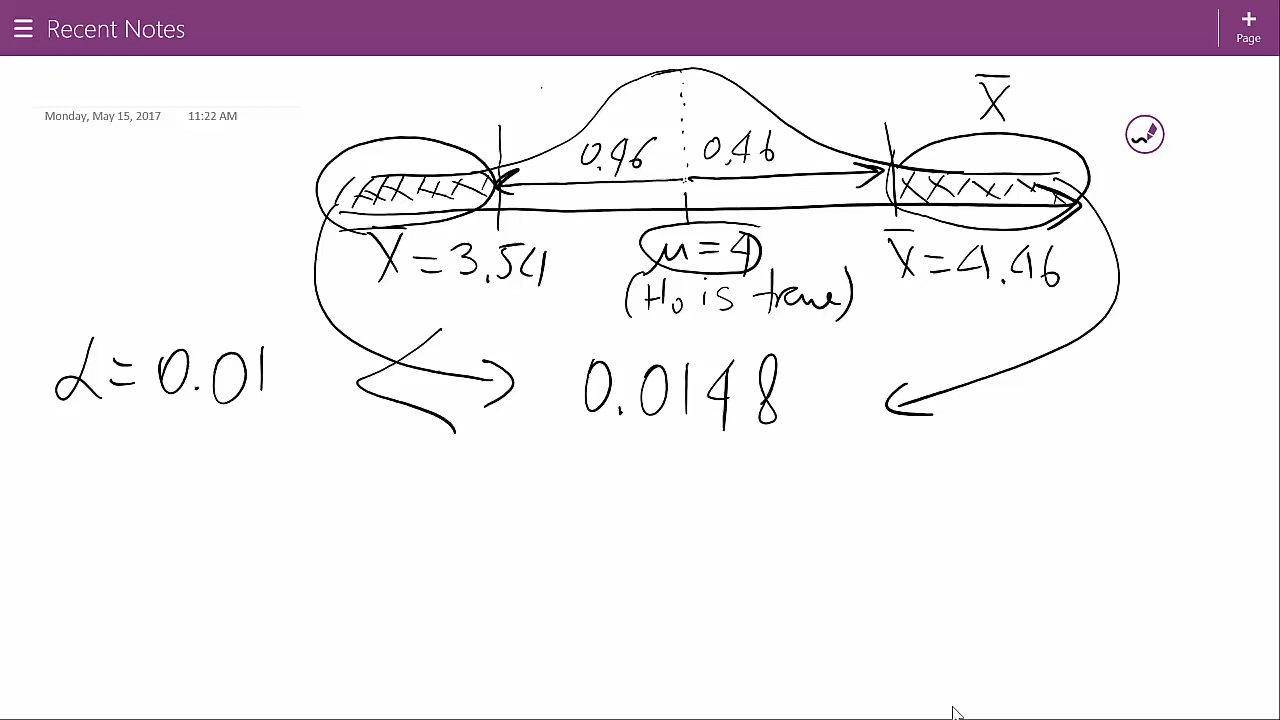 Recent Notes
+ Page
Monday, May 15, 2017 11:22 AM
X̄
0.46 0.46
X̄ = 3.54 μ = 4 X̄ = 4.46
(H₀ is true)
α = 0.01 < 0.0148